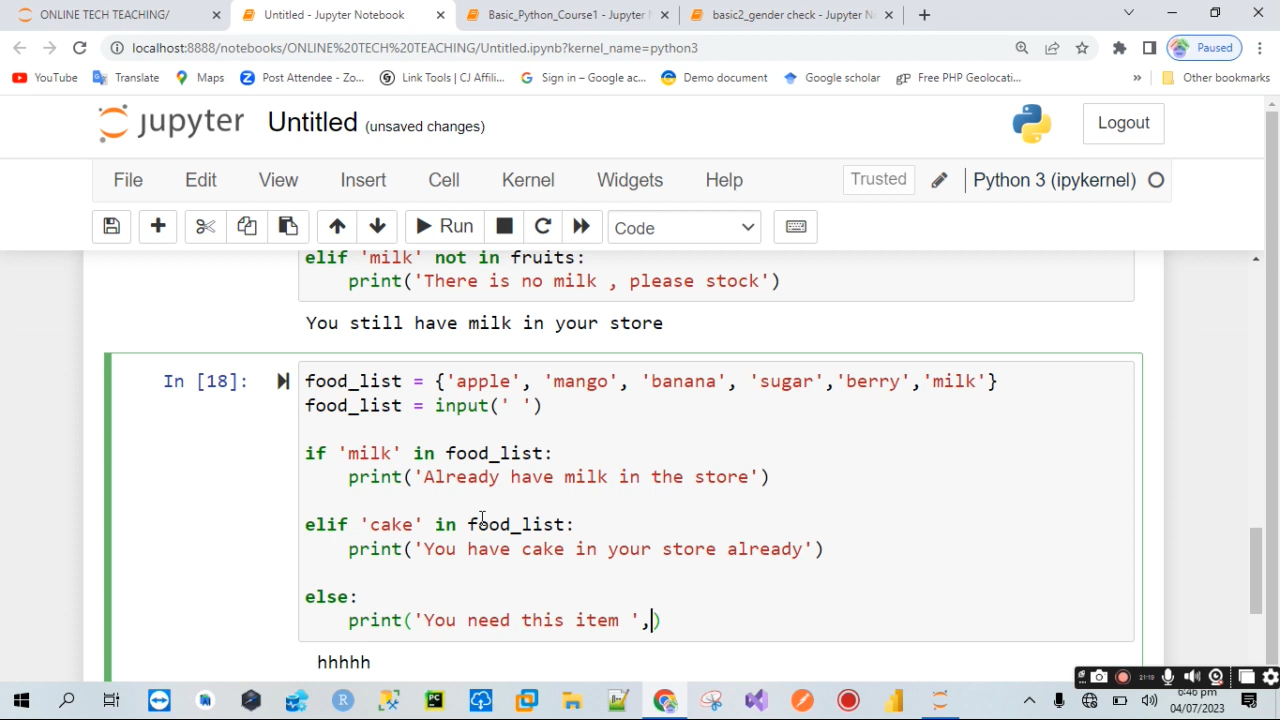 ONLINE TECH TEACHING/
Untitled - Jupyter Notebook
Basic_Python_Course1 - Jupyter N
basic2_gender check - Jupyter N
localhost:8888/notebooks/ONLINE%20TECH%20TEACHING/Untitled.ipynb?kernel_name=python3
Paused
YouTube
Translate
Maps
Post Attendee - Zo...
Link Tools | CJ Affili...
Sign in – Google ac...
Demo document
Google scholar
gP Free PHP Geolocati...
»
Other bookmarks
jupyter Untitled (unsaved changes)
Logout
File Edit View Insert Cell Kernel Widgets Help
Trusted
Python 3 (ipykernel)
Run
Code
elif 'milk' not in fruits:
print('There is no milk , please stock')
You still have milk in your store
In [18]:
food_list = {'apple', 'mango', 'banana', 'sugar','berry','milk'}
food_list = input(' ')
if 'milk' in food_list:
print('Already have milk in the store')
elif 'cake' in food_list:
print('You have cake in your store already')
else:
print('You need this item ',)
hhhhh
21:19
6:46 pm
04/07/2023